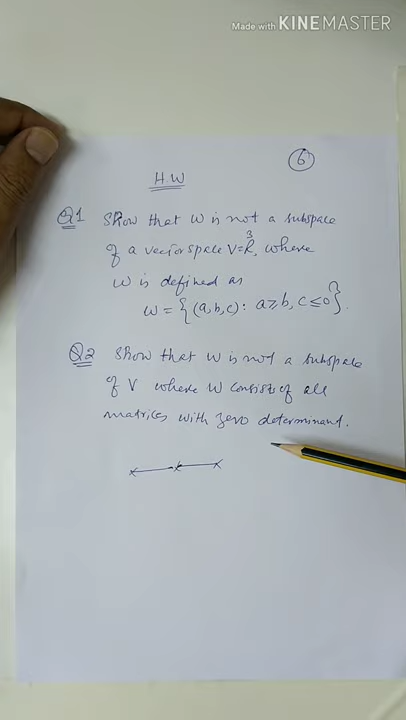 Made with KINEMASTER
6
H.W
Q1 Show that W is not a subspace
of a vector space V=R³, where
W is defined as
W = {(a,b,c): a≥b, c≤0}.
Q2 Show that W is not a subspace
of V where W consists of all
matrices with zero determinant.